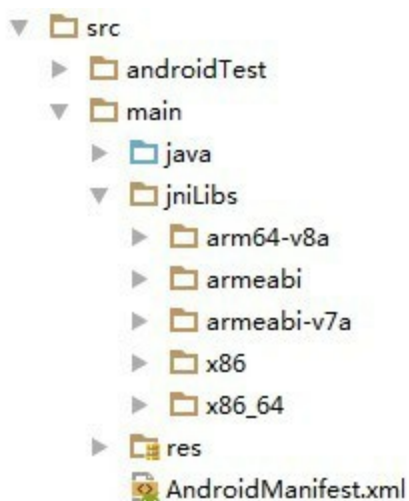 src
androidTest
main
java
jniLibs
arm64-v8a
armeabi
armeabi-v7a
x86
x86_64
res
AndroidManifest.xml